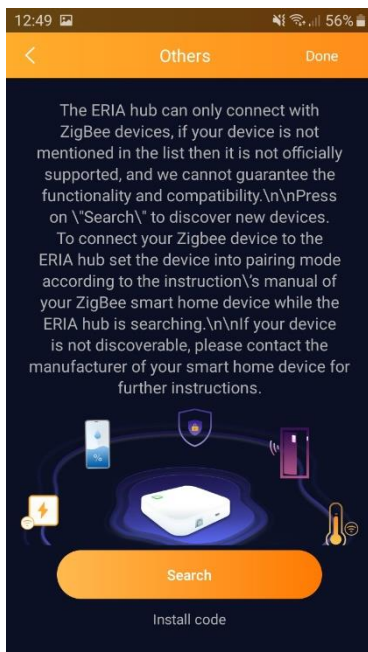 12:49 56%
Others Done
The ERIA hub can only connect with
ZigBee devices, if your device is not
mentioned in the list then it is not officially
supported, and we cannot guarantee the
functionality and compatibility.\n\nPress
on \"Search\" to discover new devices.
To connect your Zigbee device to the
ERIA hub set the device into pairing mode
according to the instruction\'s manual of
your ZigBee smart home device while the
ERIA hub is searching.\n\nIf your device
is not discoverable, please contact the
manufacturer of your smart home device for
further instructions.
%
Search
Install code